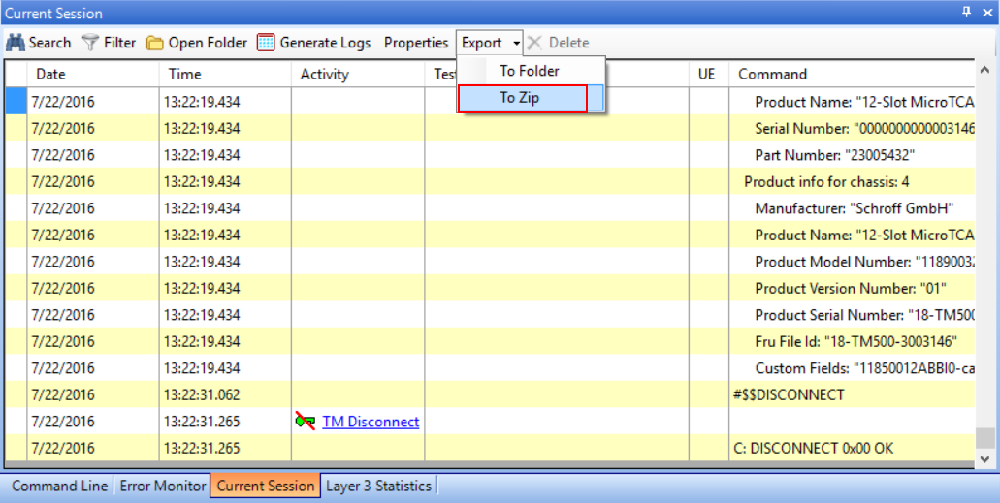 Current Session
Search Filter Open Folder Generate Logs Properties Export Delete
To Folder
To Zip
Date Time Activity Tes UE Command
7/22/2016 13:22:19.434 Product Name: "12-Slot MicroTCA
7/22/2016 13:22:19.434 Serial Number: "0000000000003146
7/22/2016 13:22:19.434 Part Number: "23005432"
7/22/2016 13:22:19.434 Product info for chassis: 4
7/22/2016 13:22:19.434 Manufacturer: "Schroff GmbH"
7/22/2016 13:22:19.434 Product Name: "12-Slot MicroTCA
7/22/2016 13:22:19.434 Product Model Number: "11890032
7/22/2016 13:22:19.434 Product Version Number: "01"
7/22/2016 13:22:19.434 Product Serial Number: "18-TM500
7/22/2016 13:22:19.434 Fru File Id: "18-TM500-3003146"
7/22/2016 13:22:19.434 Custom Fields: "11850012ABBI0-ca
7/22/2016 13:22:31.062 #$$DISCONNECT
7/22/2016 13:22:31.265 TM Disconnect
7/22/2016 13:22:31.265 C: DISCONNECT 0x00 OK
Command Line Error Monitor Current Session Layer 3 Statistics